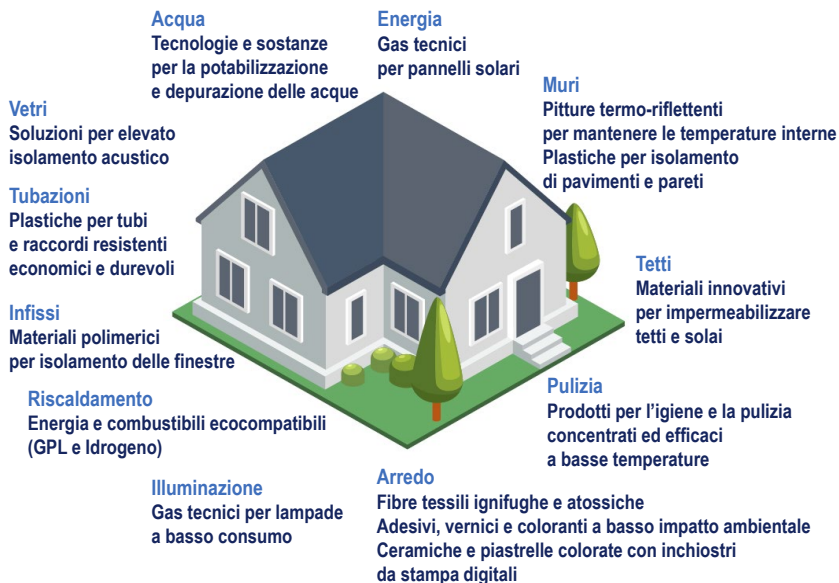 Acqua
Tecnologie e sostanze
per la potabilizzazione
e depurazione delle acque
Energia
Gas tecnici
per pannelli solari
Muri
Pitture termo-riflettenti
per mantenere le temperature interne
Plastiche per isolamento
di pavimenti e pareti
Vetri
Soluzioni per elevato
isolamento acustico
Tubazioni
Plastiche per tubi
e raccordi resistenti
economici e durevoli
Tetti
Materiali innovativi
per impermeabilizzare
tetti e solai
Infissi
Materiali polimerici
per isolamento delle finestre
Riscaldamento
Energia e combustibili ecocompatibili
(GPL e Idrogeno)
Pulizia
Prodotti per l’igiene e la pulizia
concentrati ed efficaci
a basse temperature
Illuminazione
Gas tecnici per lampade
a basso consumo
Arredo
Fibre tessili ignifughe e atossiche
Adesivi, vernici e coloranti a basso impatto ambientale
Ceramiche e piastrelle colorate con inchiostri
da stampa digitali